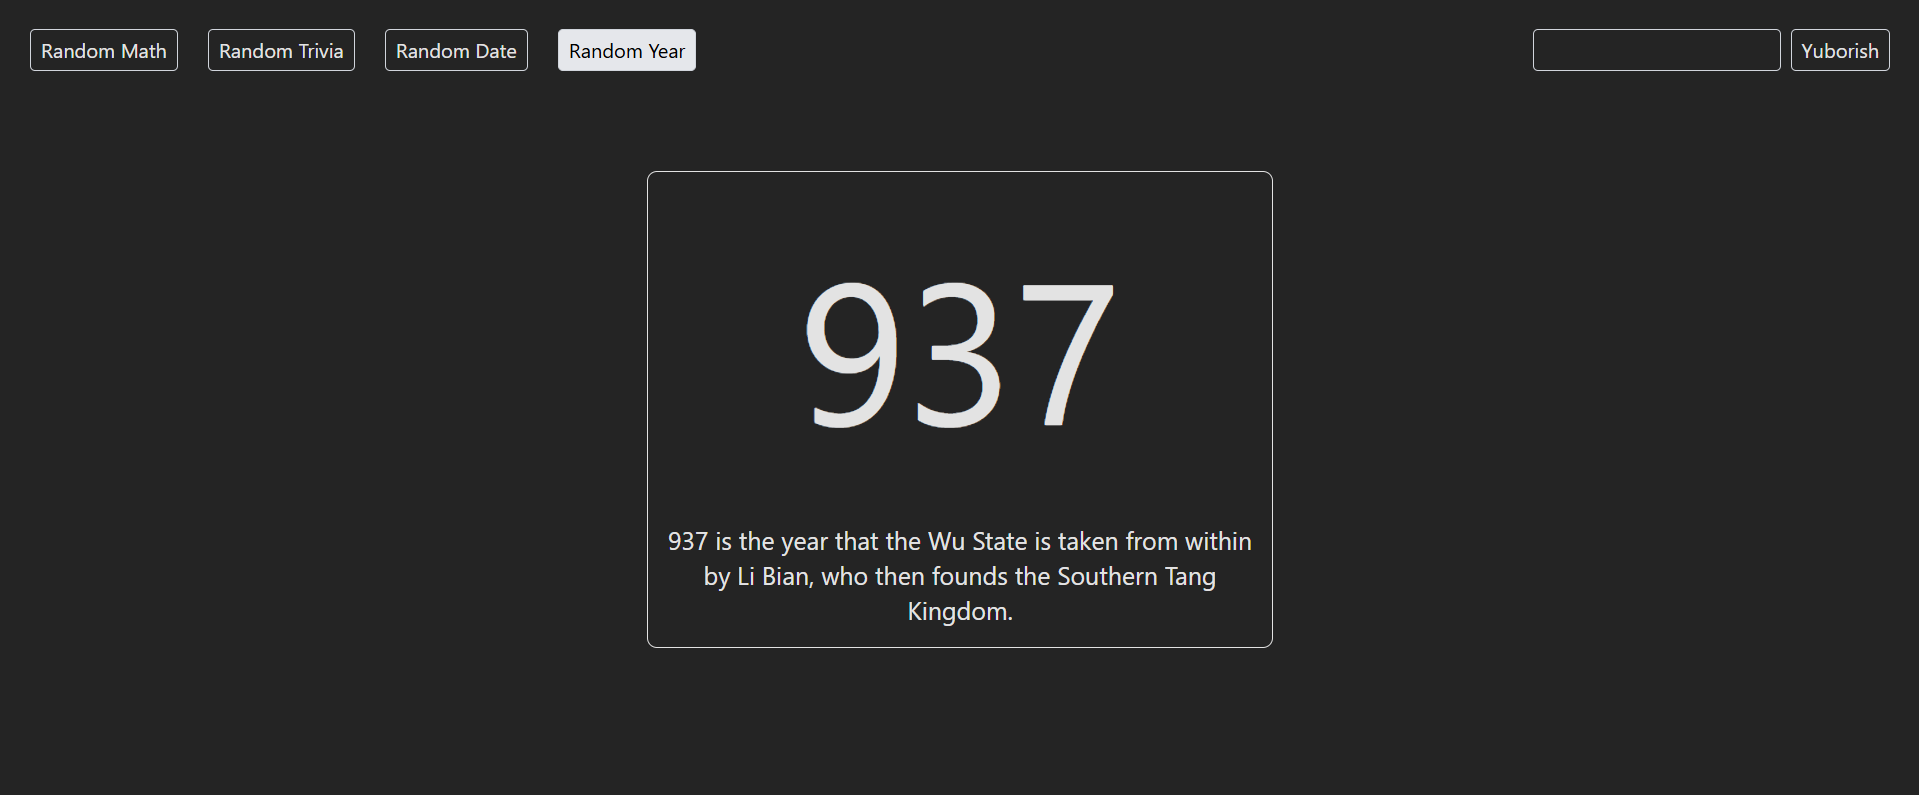 Random Math
Random Trivia
Random Date
Random Year
Yuborish
937
937 is the year that the Wu State is taken from within
by Li Bian, who then founds the Southern Tang
Kingdom.